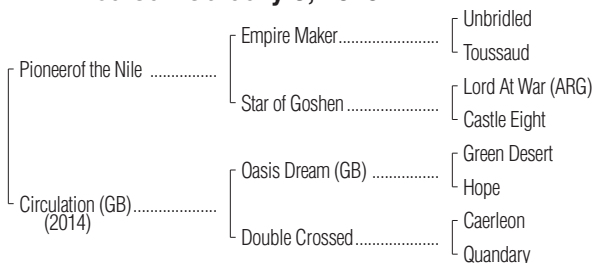 Unbridled
Empire Maker....................
Toussaud
Pioneerof the Nile ...............
Lord At War (ARG)
Star of Goshen ..................
Castle Eight
Green Desert
Oasis Dream (GB) .............
Hope
Circulation (GB)...................
(2014)
Caerleon
Double Crossed.................
Quandary